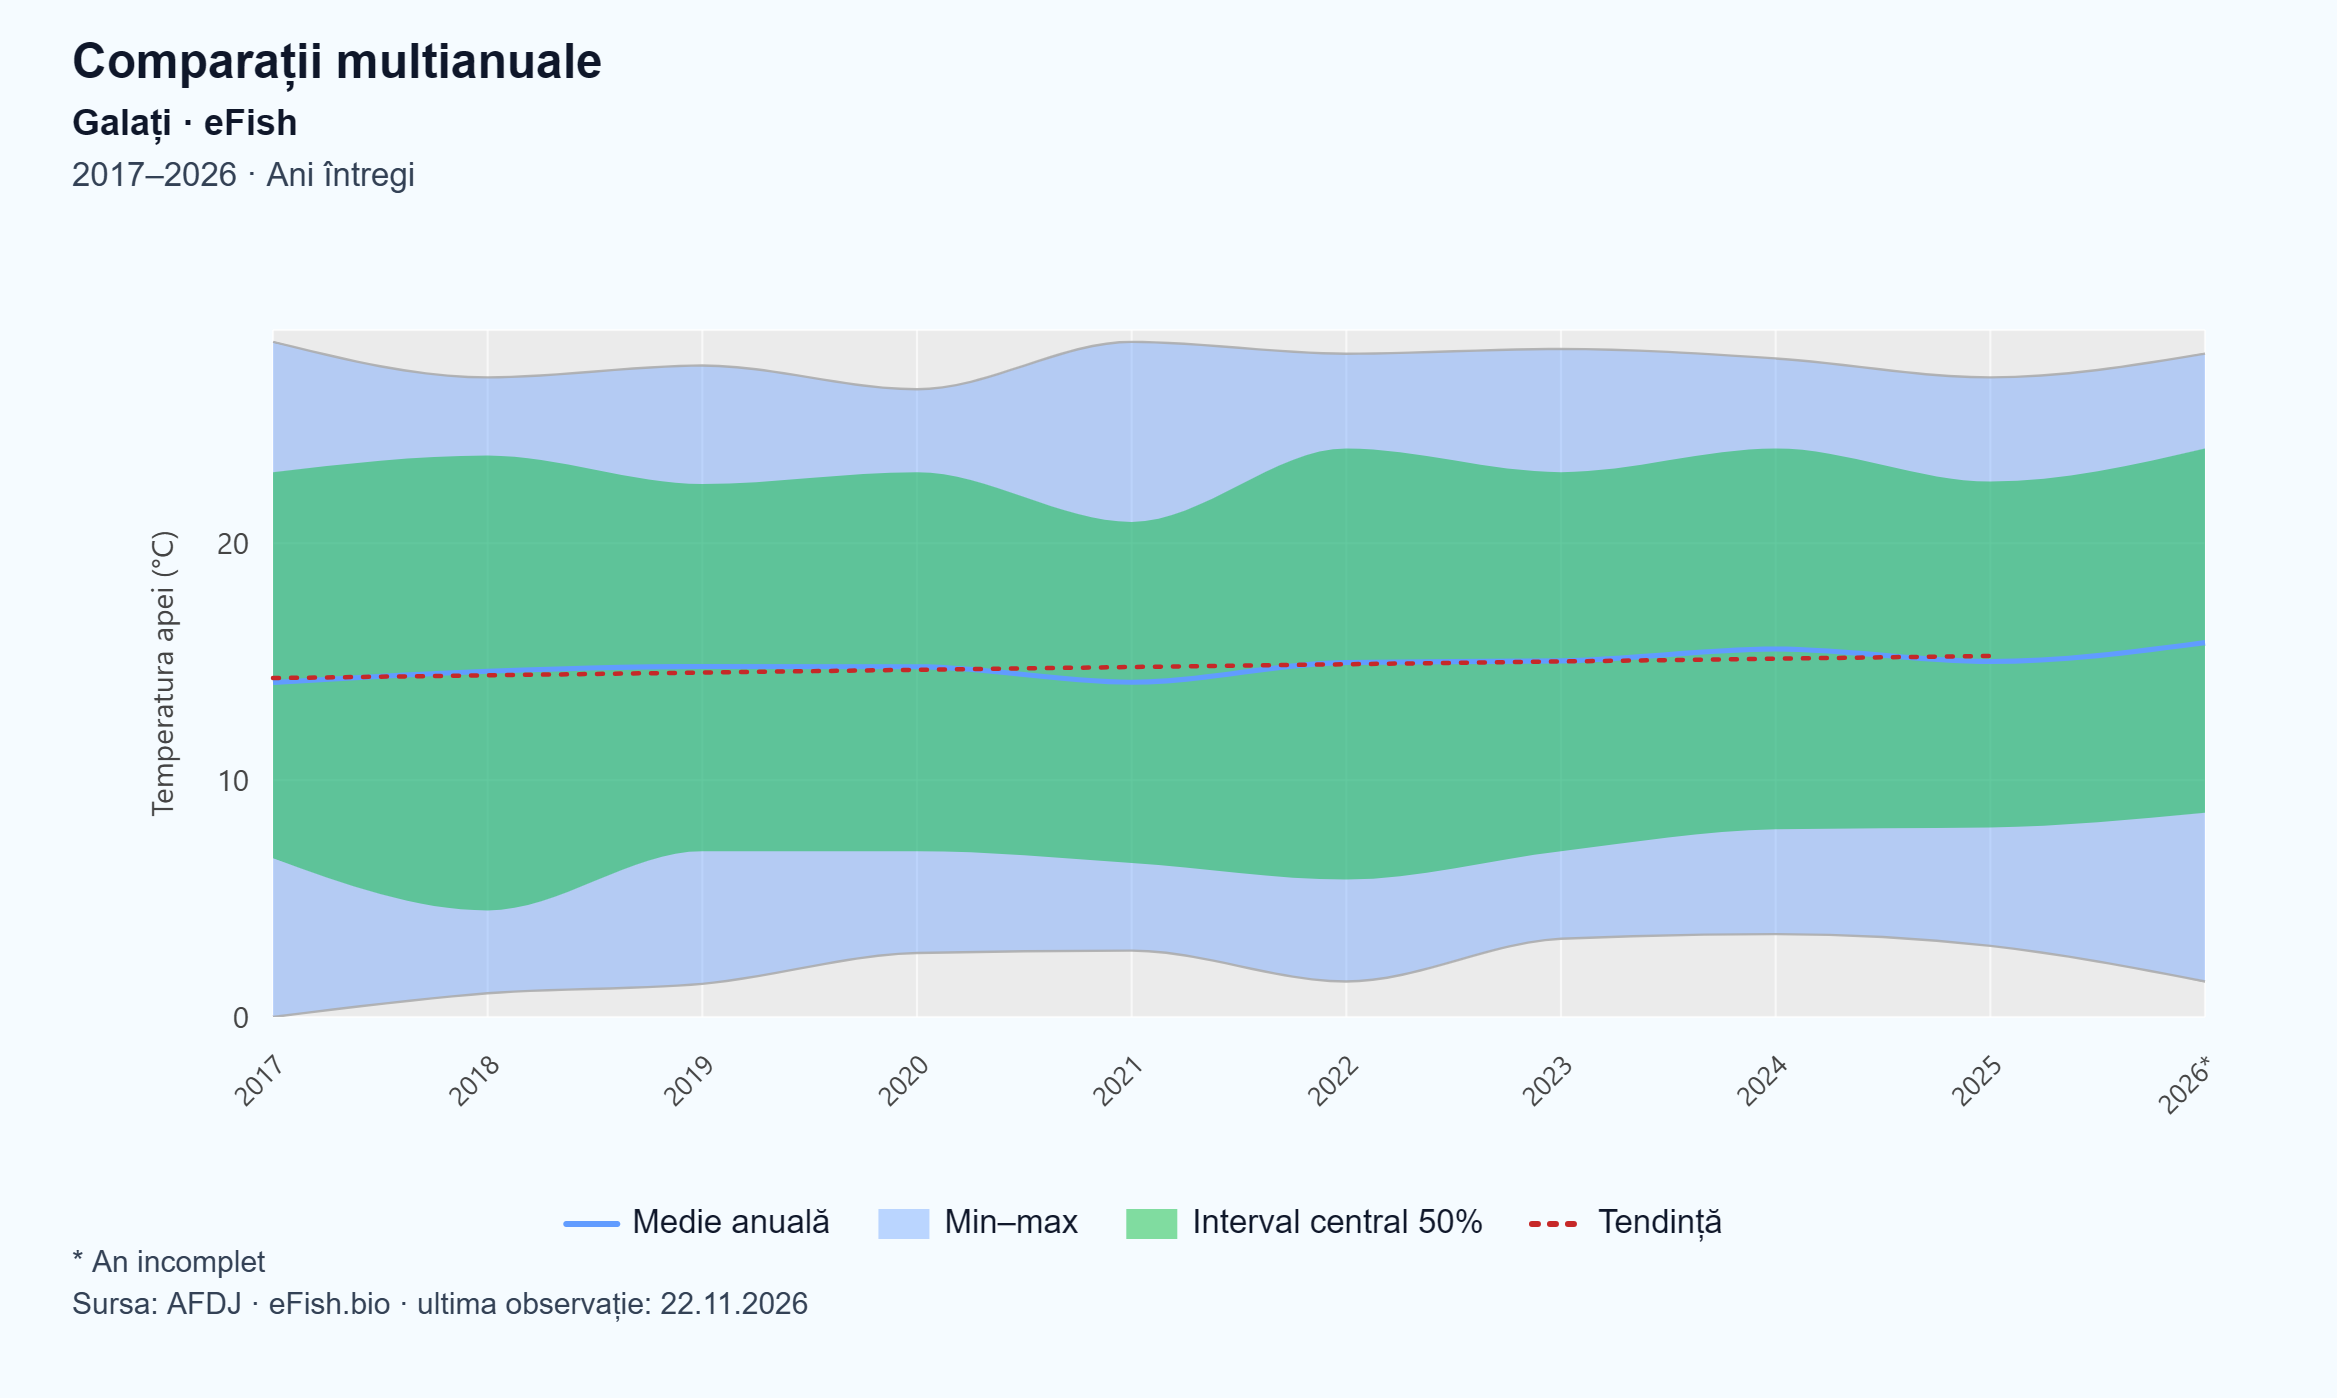 Comparații multianuale
Galați · eFish
2017–2026 · Ani întregi
Temperatura apei (°C)
20
10
0
2017
2018
2019
2020
2021
2022
2023
2024
2025
2026*
Medie anuală
Min–max
Interval central 50%
Tendință
* An incomplet
Sursa: AFDJ · eFish.bio · ultima observație: 22.11.2026